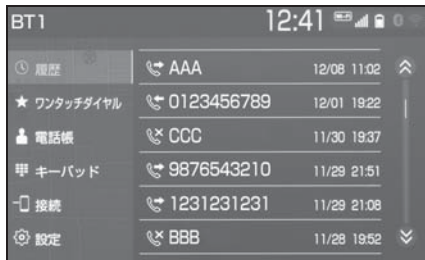 BT1 12:41
履歴
AAA 12/08 11:02
ワンタッチダイヤル
0123456789 12/01 19:22
電話帳
CCC 11/30 19:37
キーパッド
9876543210 11/29 21:51
接続
1231231231 11/29 21:08
設定
BBB 11/28 19:52